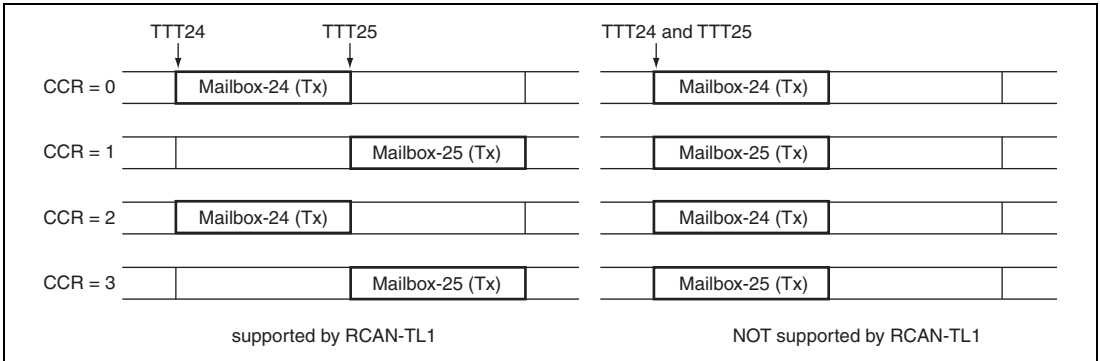 TTT24 TTT25 TTT24 and TTT25
CCR = 0 Mailbox-24 (Tx) Mailbox-24 (Tx)
CCR = 1 Mailbox-25 (Tx) Mailbox-25 (Tx)
CCR = 2 Mailbox-24 (Tx) Mailbox-24 (Tx)
CCR = 3 Mailbox-25 (Tx) Mailbox-25 (Tx)
supported by RCAN-TL1 NOT supported by RCAN-TL1